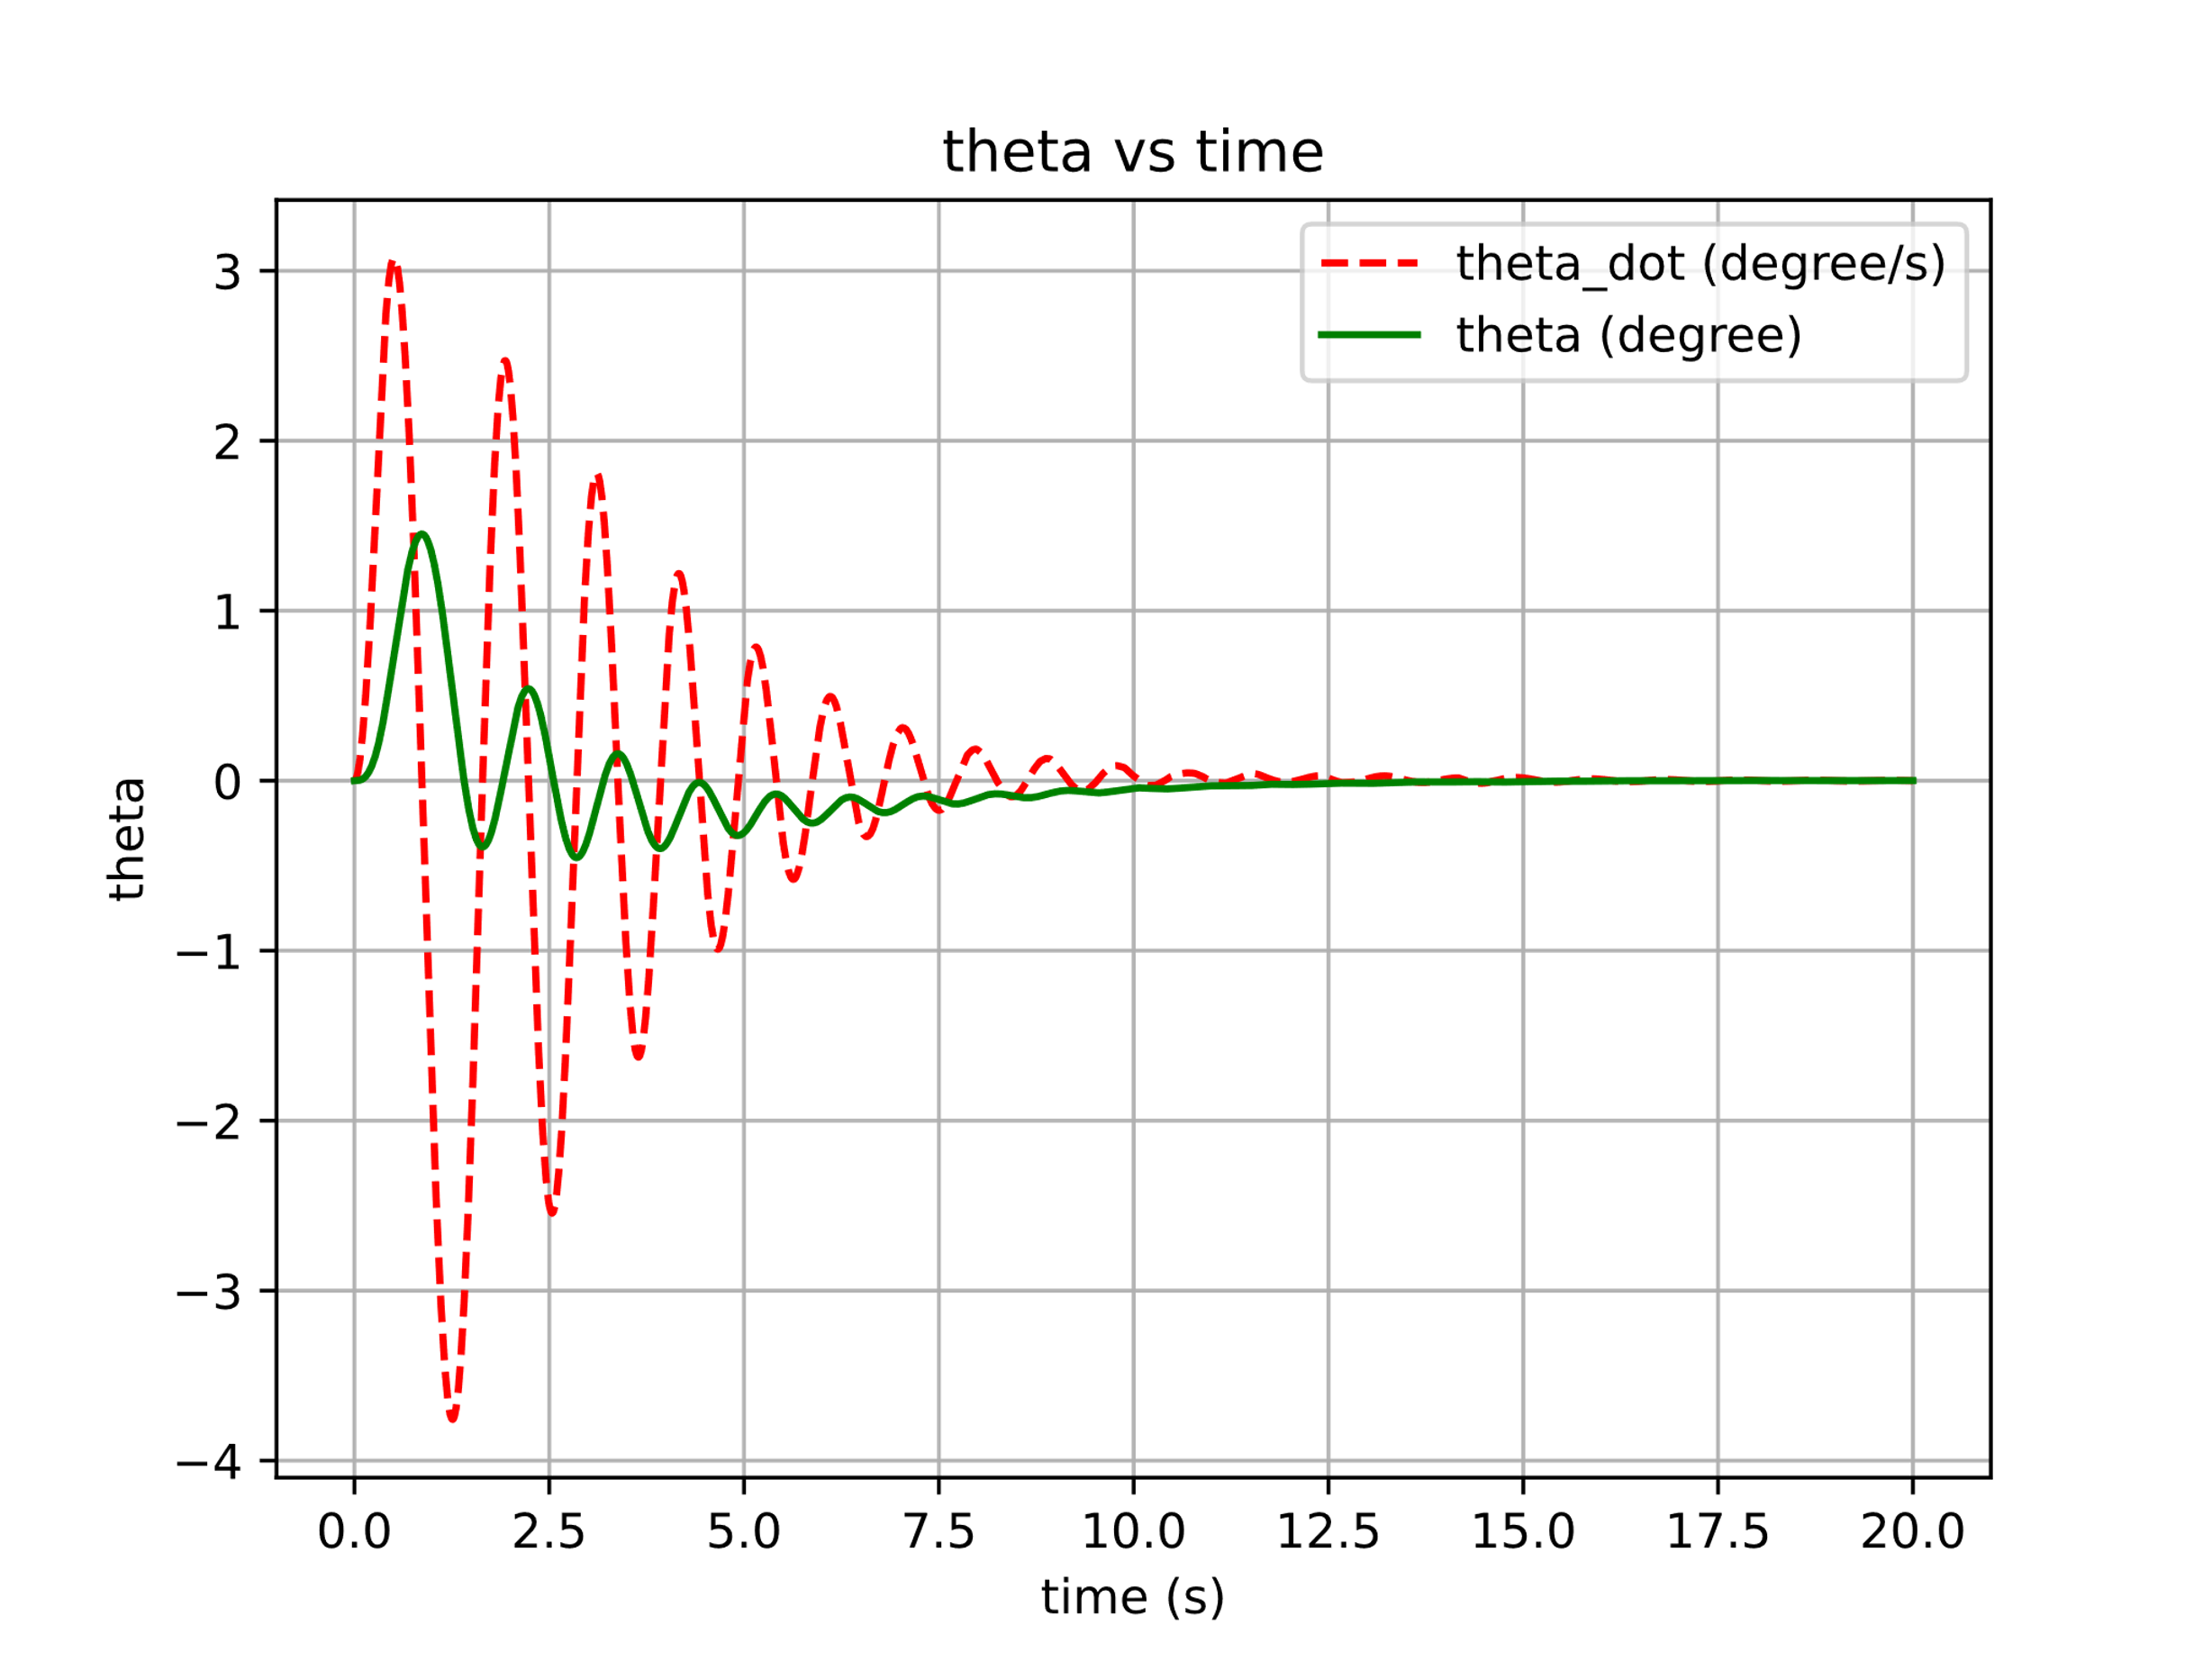 theta vs time
theta_dot (degree/s)
theta (degree)
3
2
1
0
−1
−2
−3
−4
theta
0.0 2.5 5.0 7.5 10.0 12.5 15.0 17.5 20.0
time (s)